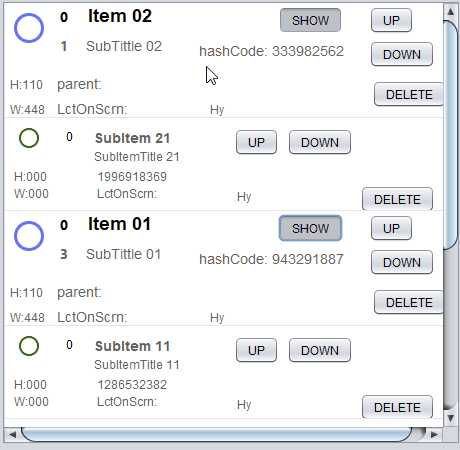 0 Item 02 SHOW UP
1 SubTittle 02 hashCode: 333982562 DOWN
H:110 parent: DELETE
W:448 LctOnScrn: Hy
0 SubItem 21 UP DOWN
SubItemTitle 21
H:000 1996918369
W:000 LctOnScrn: Hy DELETE
0 Item 01 SHOW UP
3 SubTittle 01 hashCode: 943291887 DOWN
H:110 parent: DELETE
W:448 LctOnScrn: Hy
0 SubItem 11 UP DOWN
SubItemTitle 11
H:000 1286532382
W:000 LctOnScrn: Hy DELETE